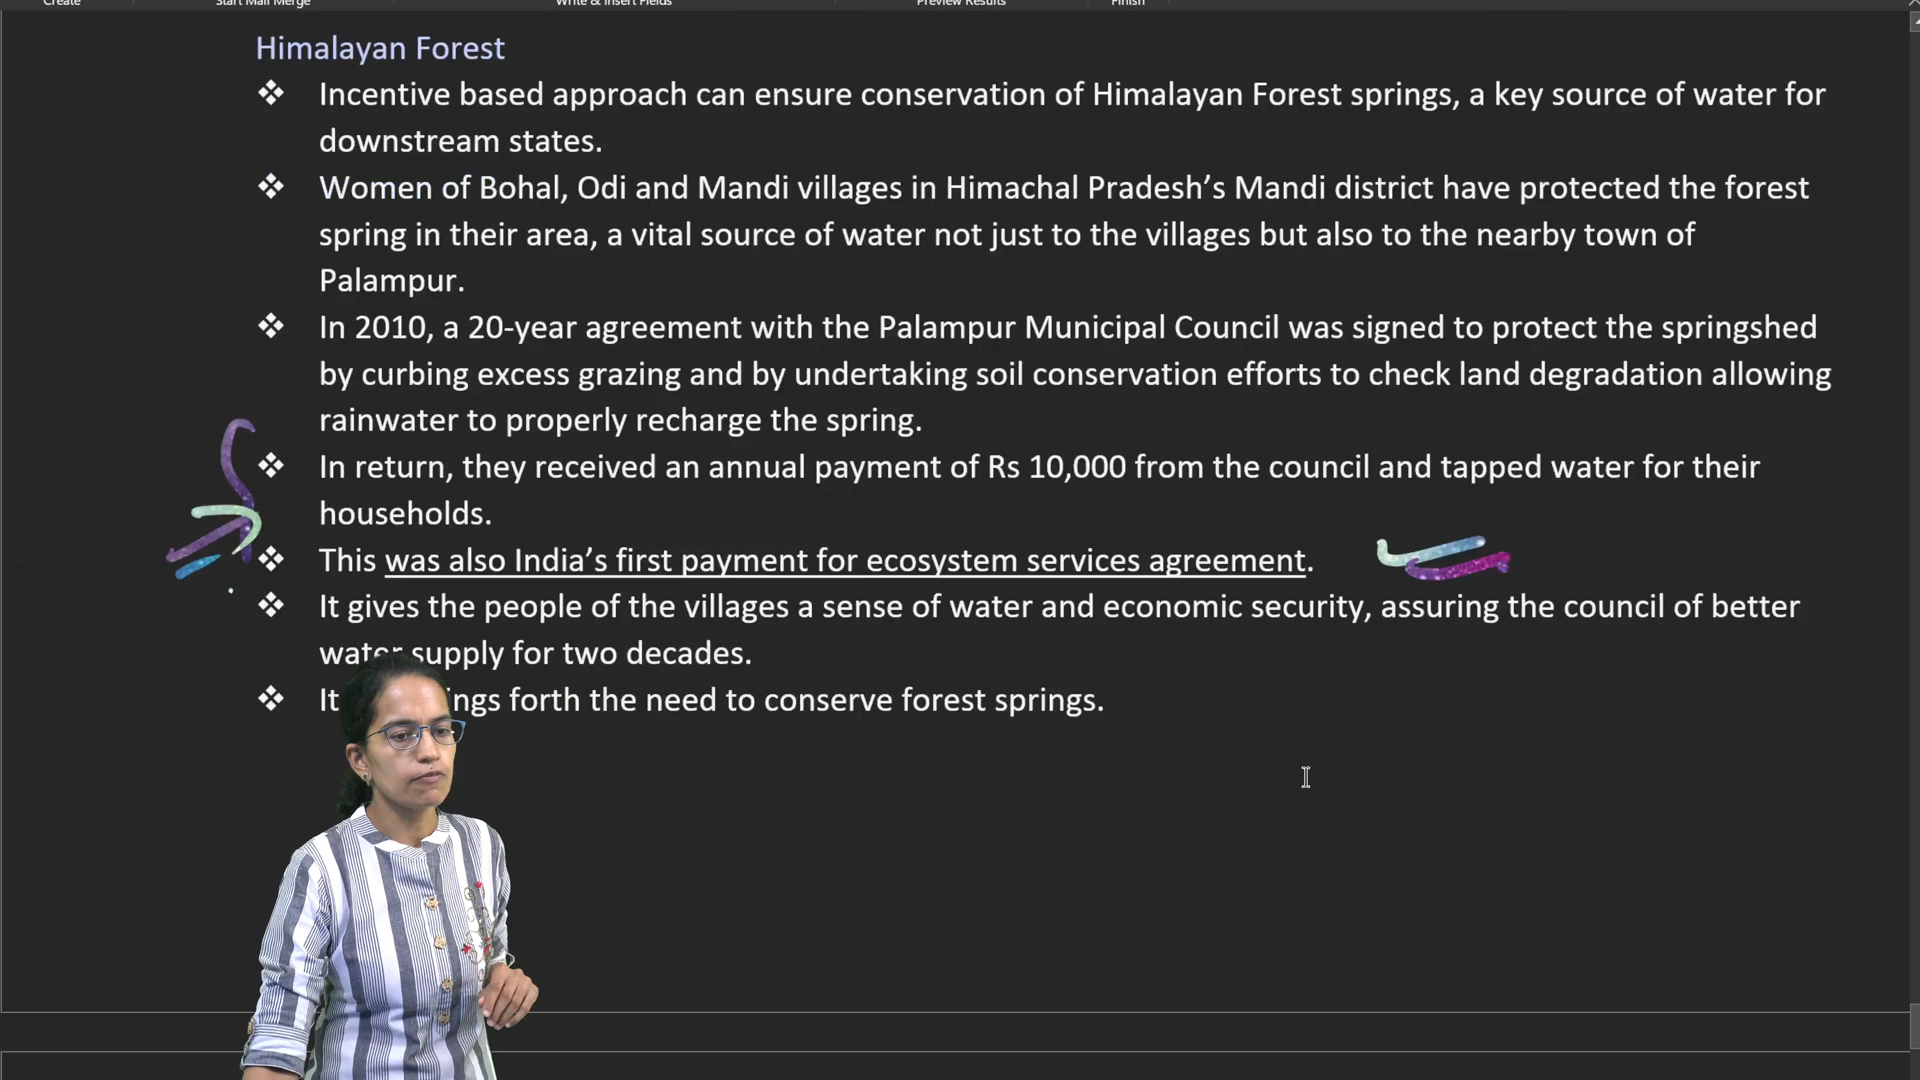 Create Start Mail Merge Write & Insert Fields Preview Results Finish
Himalayan Forest
❖ Incentive based approach can ensure conservation of Himalayan Forest springs, a key source of water for
downstream states.
❖ Women of Bohal, Odi and Mandi villages in Himachal Pradesh’s Mandi district have protected the forest
spring in their area, a vital source of water not just to the villages but also to the nearby town of
Palampur.
❖ In 2010, a 20-year agreement with the Palampur Municipal Council was signed to protect the springshed
by curbing excess grazing and by undertaking soil conservation efforts to check land degradation allowing
rainwater to properly recharge the spring.
❖ In return, they received an annual payment of Rs 10,000 from the council and tapped water for their
households.
❖ This was also India’s first payment for ecosystem services agreement.
❖ It gives the people of the villages a sense of water and economic security, assuring the council of better
water supply for two decades.
❖ It ings forth the need to conserve forest springs.